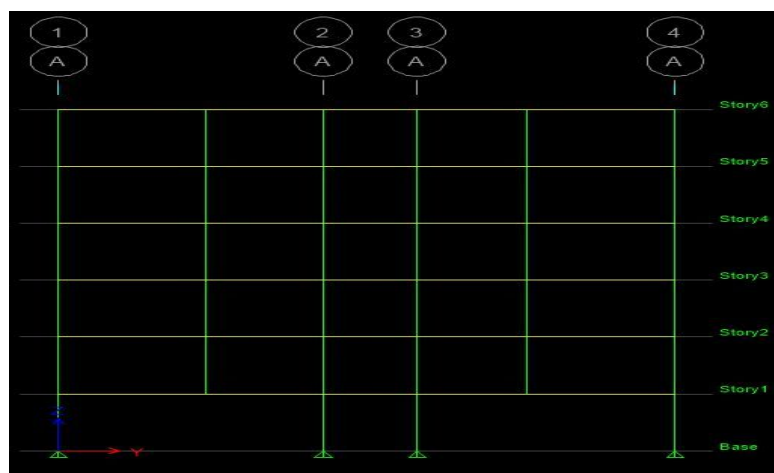 1 2 3 4
A A A A
Story6
Story5
Story4
Story3
Story2
Story1
Z
Y
Base